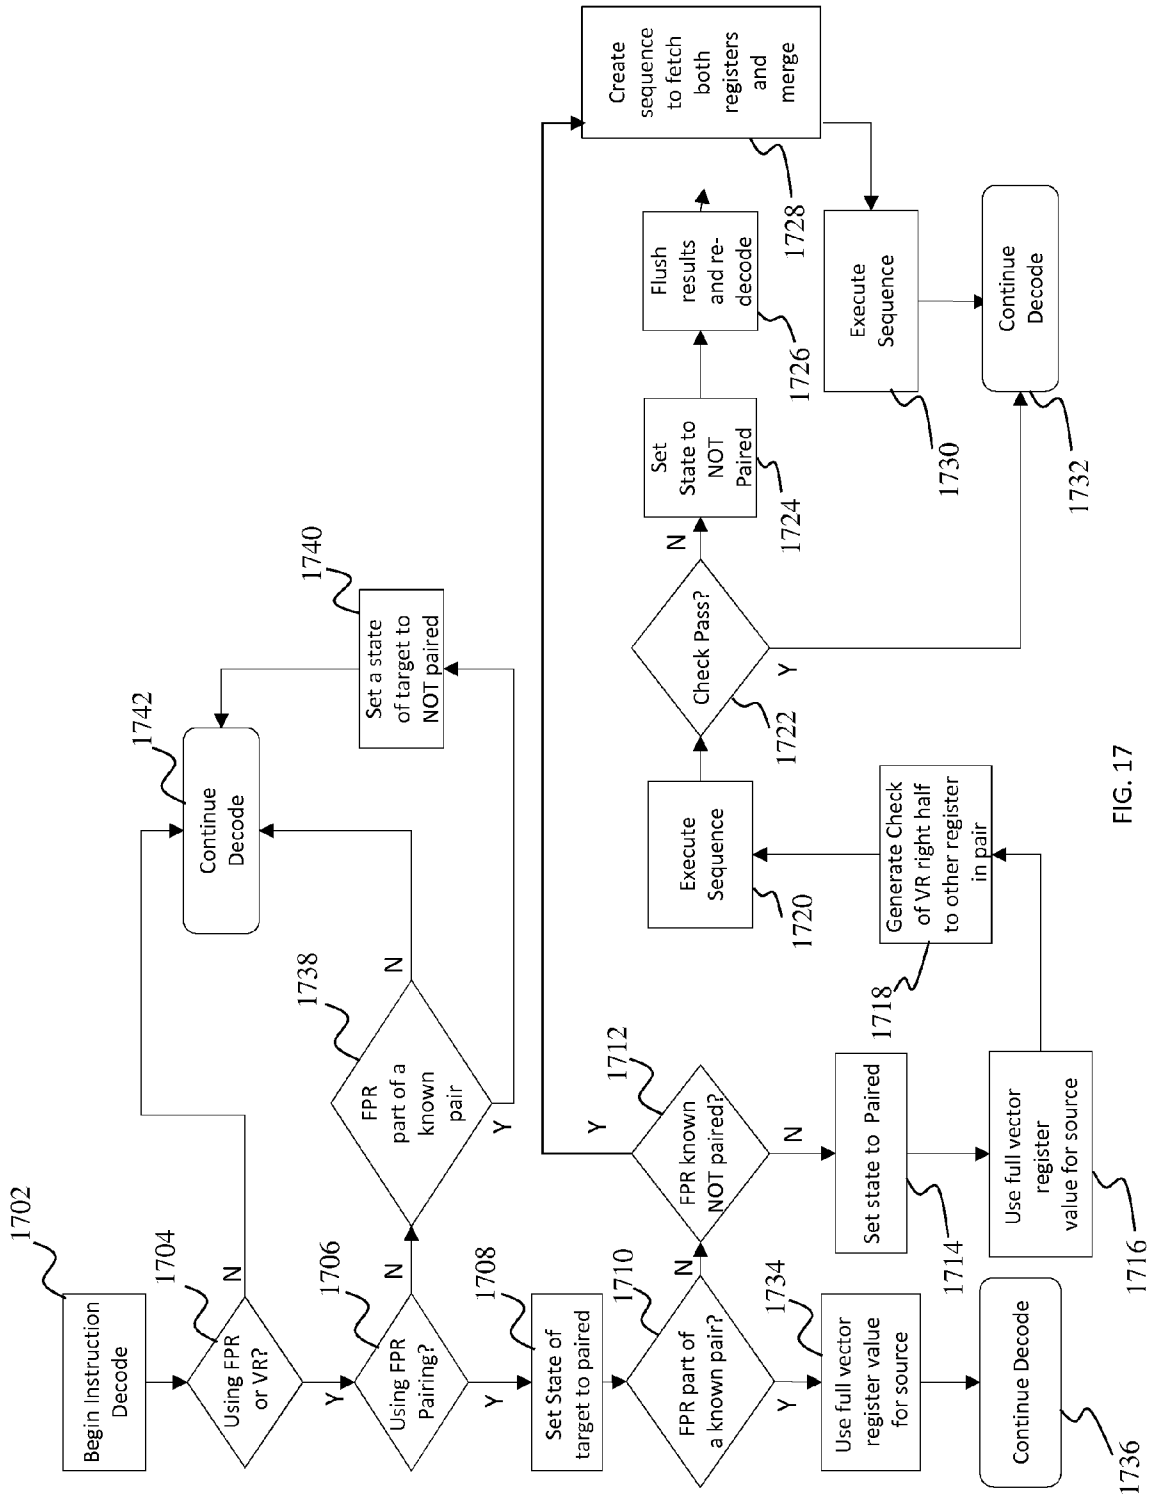 1702
Begin Instruction
Decode
1704
Using FPR
or VR?
N
Y
1706
Using FPR
Pairing?
N
Y
1738
FPR
part of a
known
pair
N
Y
1742
Continue
Decode
1740
Set a state
of target to
NOT paired
1708
Set State of
target to paired
1710
FPR part of
a known pair?
N
Y
1734
Use full vector
register value
for source
Continue Decode
1736
1712
FPR known
NOT paired?
Y
N
Set state to Paired
1714
Use full vector
register
value for source
1716
Generate Check
of VR right half
to other register
in pair
1718
Execute
Sequence
1720
Check Pass?
1722
N
Y
Set
State to
NOT
Paired
1724
Flush
results
and re-
decode
1726
Create
sequence
to fetch
both
registers
and
merge
1728
Execute
Sequence
1730
Continue
Decode
1732
FIG. 17